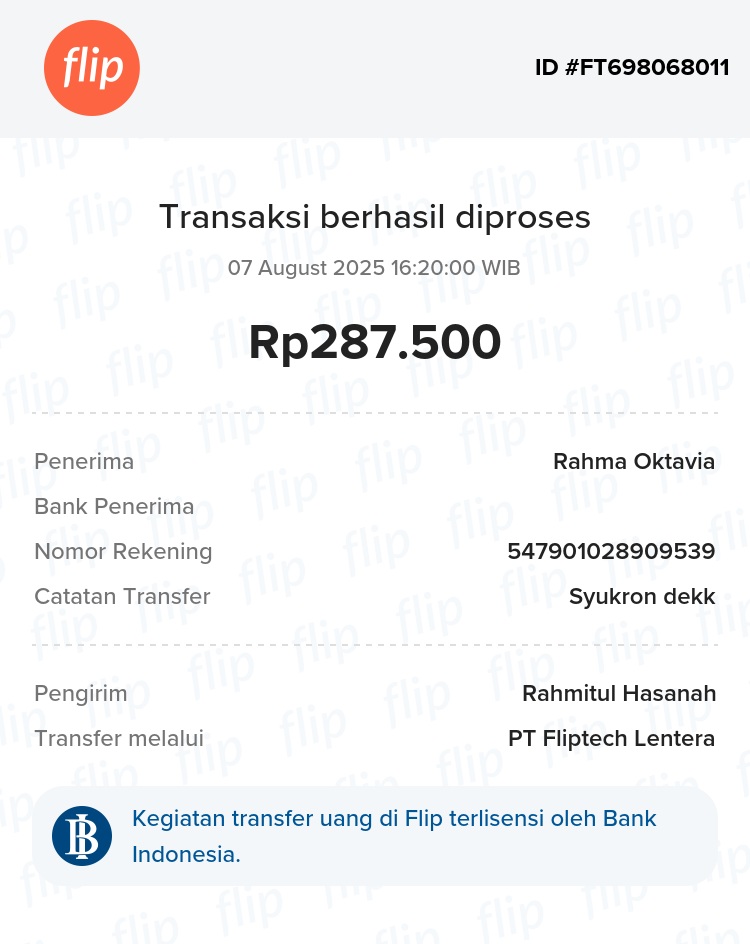 flip
ID #FT698068011
Transaksi berhasil diproses
07 August 2025 16:20:00 WIB
Rp287.500
Penerima Rahma Oktavia
Bank Penerima
Nomor Rekening 547901028909539
Catatan Transfer Syukron dekk
Pengirim Rahmitul Hasanah
Transfer melalui PT Fliptech Lentera
Kegiatan transfer uang di Flip terlisensi oleh Bank
Indonesia.